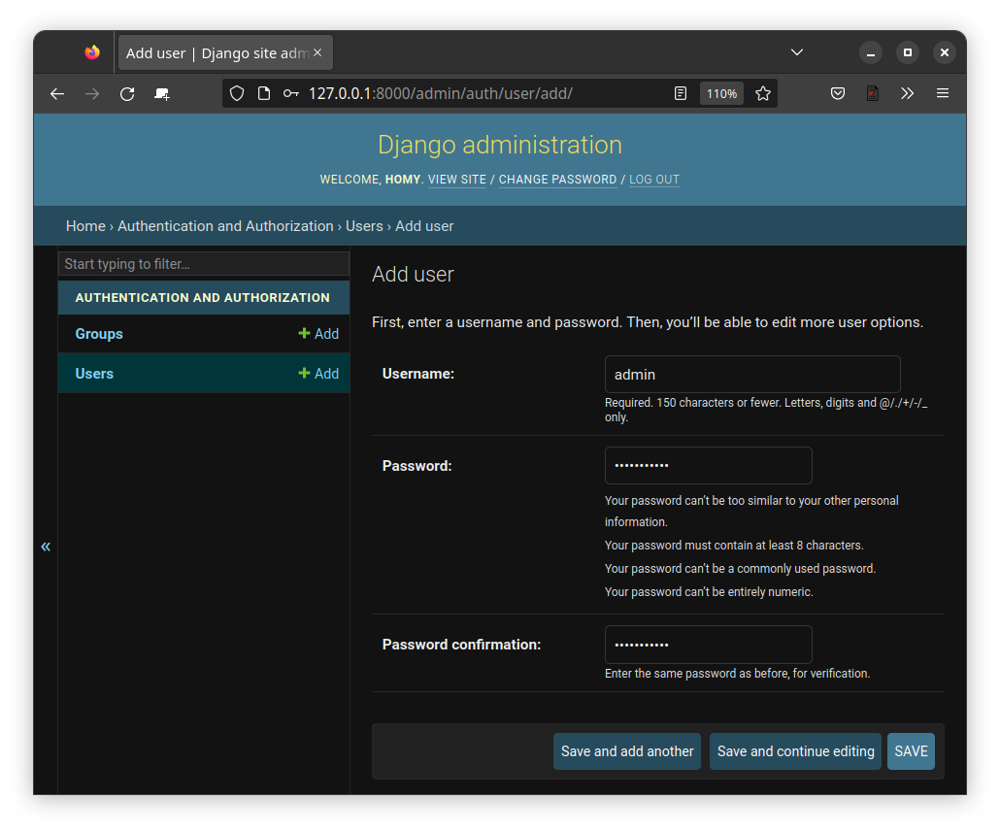 Add user | Django site adm
127.0.0.1:8000/admin/auth/user/add/
110%
Django administration
WELCOME, HOMY. VIEW SITE / CHANGE PASSWORD / LOG OUT
Home › Authentication and Authorization › Users › Add user
Start typing to filter…
AUTHENTICATION AND AUTHORIZATION
Groups
+ Add
Users
+ Add
«
Add user
First, enter a username and password. Then, you’ll be able to edit more user options.
Username:
admin
Required. 150 characters or fewer. Letters, digits and @/./+/-/_
only.
Password:
•••••••••••
Your password can’t be too similar to your other personal
information.
Your password must contain at least 8 characters.
Your password can’t be a commonly used password.
Your password can’t be entirely numeric.
Password confirmation:
•••••••••••
Enter the same password as before, for verification.
Save and add another
Save and continue editing
SAVE